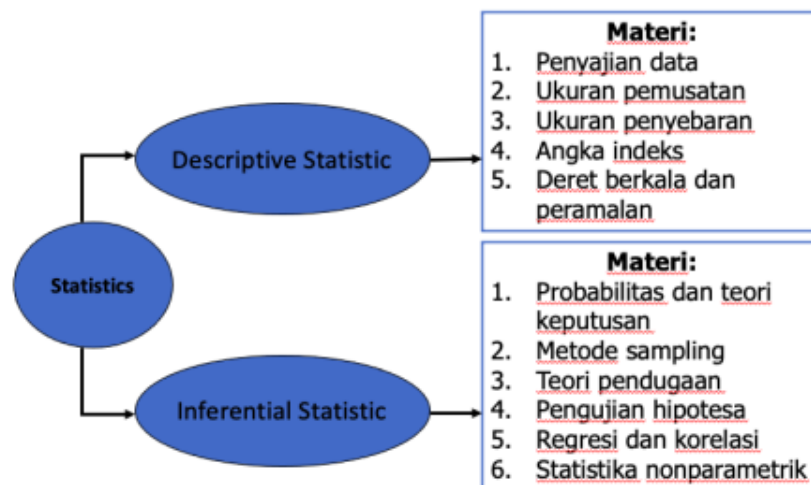 Statistics
Descriptive Statistic
Materi:
1. Penyajian data
2. Ukuran pemusatan
3. Ukuran penyebaran
4. Angka indeks
5. Deret berkala dan
peramalan
Inferential Statistic
Materi:
1. Probabilitas dan teori
keputusan
2. Metode sampling
3. Teori pendugaan
4. Pengujian hipotesa
5. Regresi dan korelasi
6. Statistika nonparametrik